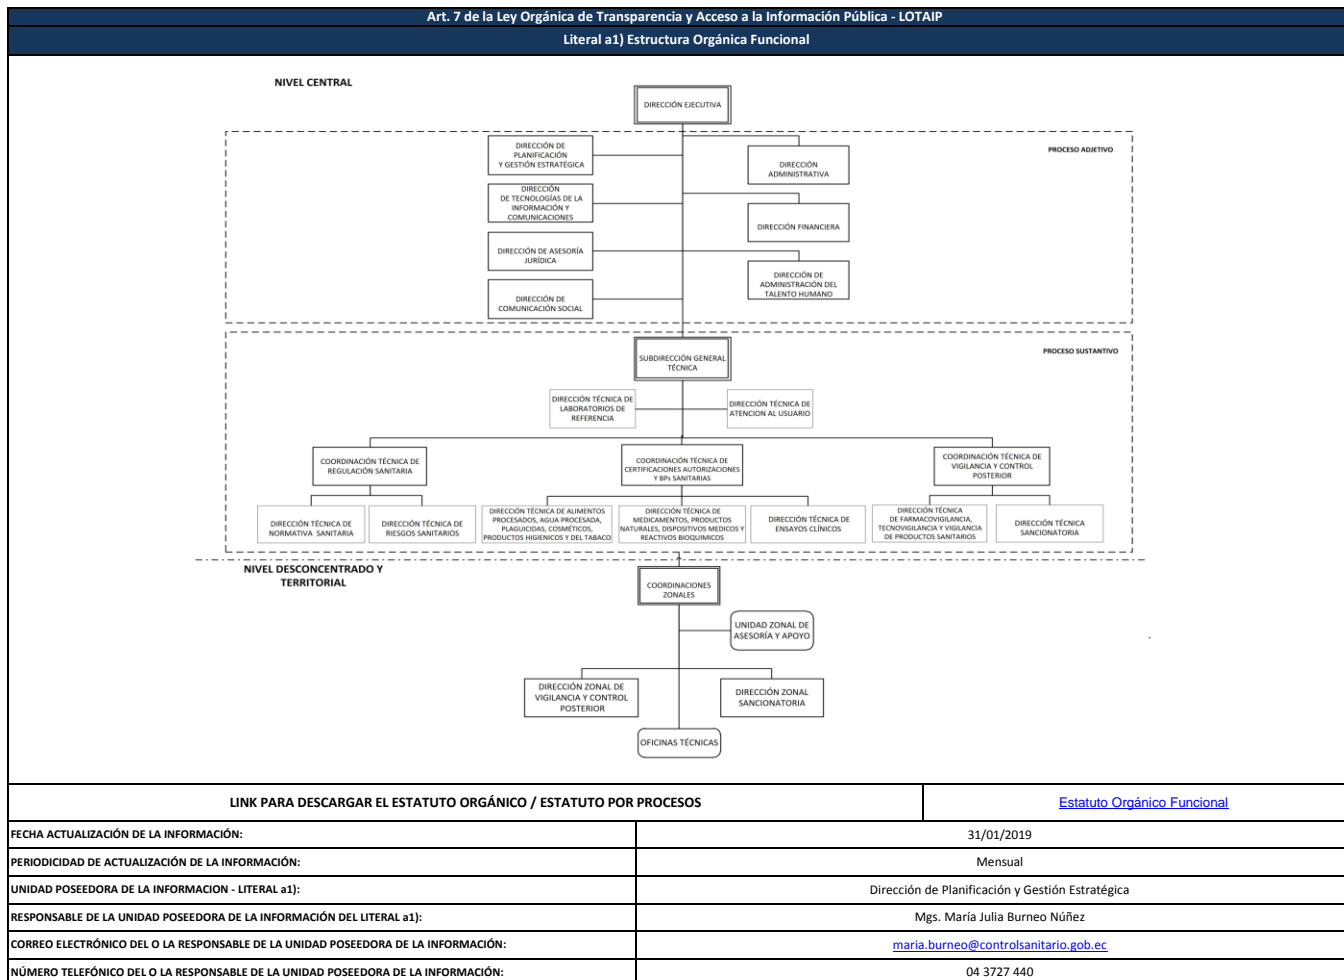 Art. 7 de la Ley Orgánica de Transparencia y Acceso a la Información Pública - LOTAIP
Literal a1) Estructura Orgánica Funcional
NIVEL CENTRAL
DIRECCIÓN EJECUTIVA
PROCESO ADJETIVO
DIRECCIÓN DE
PLANIFICACIÓN
Y GESTIÓN ESTRATÉGICA
DIRECCIÓN
ADMINISTRATIVA
DIRECCIÓN
DE TECNOLOGÍAS DE LA
INFORMACIÓN Y
COMUNICACIONES
DIRECCIÓN FINANCIERA
DIRECCIÓN DE ASESORÍA
JURÍDICA
DIRECCIÓN DE
ADMINISTRACIÓN DEL
TALENTO HUMANO
DIRECCIÓN DE
COMUNICACIÓN SOCIAL
PROCESO SUSTANTIVO
SUBDIRECCIÓN GENERAL
TÉCNICA
DIRECCIÓN TÉCNICA DE
LABORATORIOS DE
REFERENCIA
DIRECCIÓN TÉCNICA DE
ATENCION AL USUARIO
COORDINACIÓN TÉCNICA DE
REGULACIÓN SANITARIA
COORDINACIÓN TÉCNICA DE
CERTIFICACIONES AUTORIZACIONES
Y BPs SANITARIAS
COORDINACIÓN TÉCNICA DE
VIGILANCIA Y CONTROL
POSTERIOR
DIRECCIÓN TÉCNICA DE
NORMATIVA SANITARIA
DIRECCIÓN TÉCNICA DE
RIESGOS SANITARIOS
DIRECCIÓN TÉCNICA DE ALIMENTOS
PROCESADOS, AGUA PROCESADA,
PLAGUICIDAS, COSMÉTICOS,
PRODUCTOS HIGIENICOS Y DEL TABACO
DIRECCIÓN TÉCNICA DE
MEDICAMENTOS, PRODUCTOS
NATURALES, DISPOSITIVOS MEDICOS Y
REACTIVOS BIOQUIMICOS
DIRECCIÓN TÉCNICA DE
ENSAYOS CLÍNICOS
DIRECCIÓN TÉCNICA
DE FARMACOVIGILANCIA,
TECNOVIGILANCIA Y VIGILANCIA
DE PRODUCTOS SANITARIOS
DIRECCIÓN TÉCNICA
SANCIONATORIA
NIVEL DESCONCENTRADO Y
TERRITORIAL
COORDINACIONES
ZONALES
UNIDAD ZONAL DE
ASESORÍA Y APOYO
DIRECCIÓN ZONAL DE
VIGILANCIA Y CONTROL
POSTERIOR
DIRECCIÓN ZONAL
SANCIONATORIA
OFICINAS TÉCNICAS
LINK PARA DESCARGAR EL ESTATUTO ORGÁNICO / ESTATUTO POR PROCESOS
Estatuto Orgánico Funcional
FECHA ACTUALIZACIÓN DE LA INFORMACIÓN:
31/01/2019
PERIODICIDAD DE ACTUALIZACIÓN DE LA INFORMACIÓN:
Mensual
UNIDAD POSEEDORA DE LA INFORMACION - LITERAL a1):
Dirección de Planificación y Gestión Estratégica
RESPONSABLE DE LA UNIDAD POSEEDORA DE LA INFORMACIÓN DEL LITERAL a1):
Mgs. María Julia Burneo Núñez
CORREO ELECTRÓNICO DEL O LA RESPONSABLE DE LA UNIDAD POSEEDORA DE LA INFORMACIÓN:
maria.burneo@controlsanitario.gob.ec
NÚMERO TELEFÓNICO DEL O LA RESPONSABLE DE LA UNIDAD POSEEDORA DE LA INFORMACIÓN:
04 3727 440